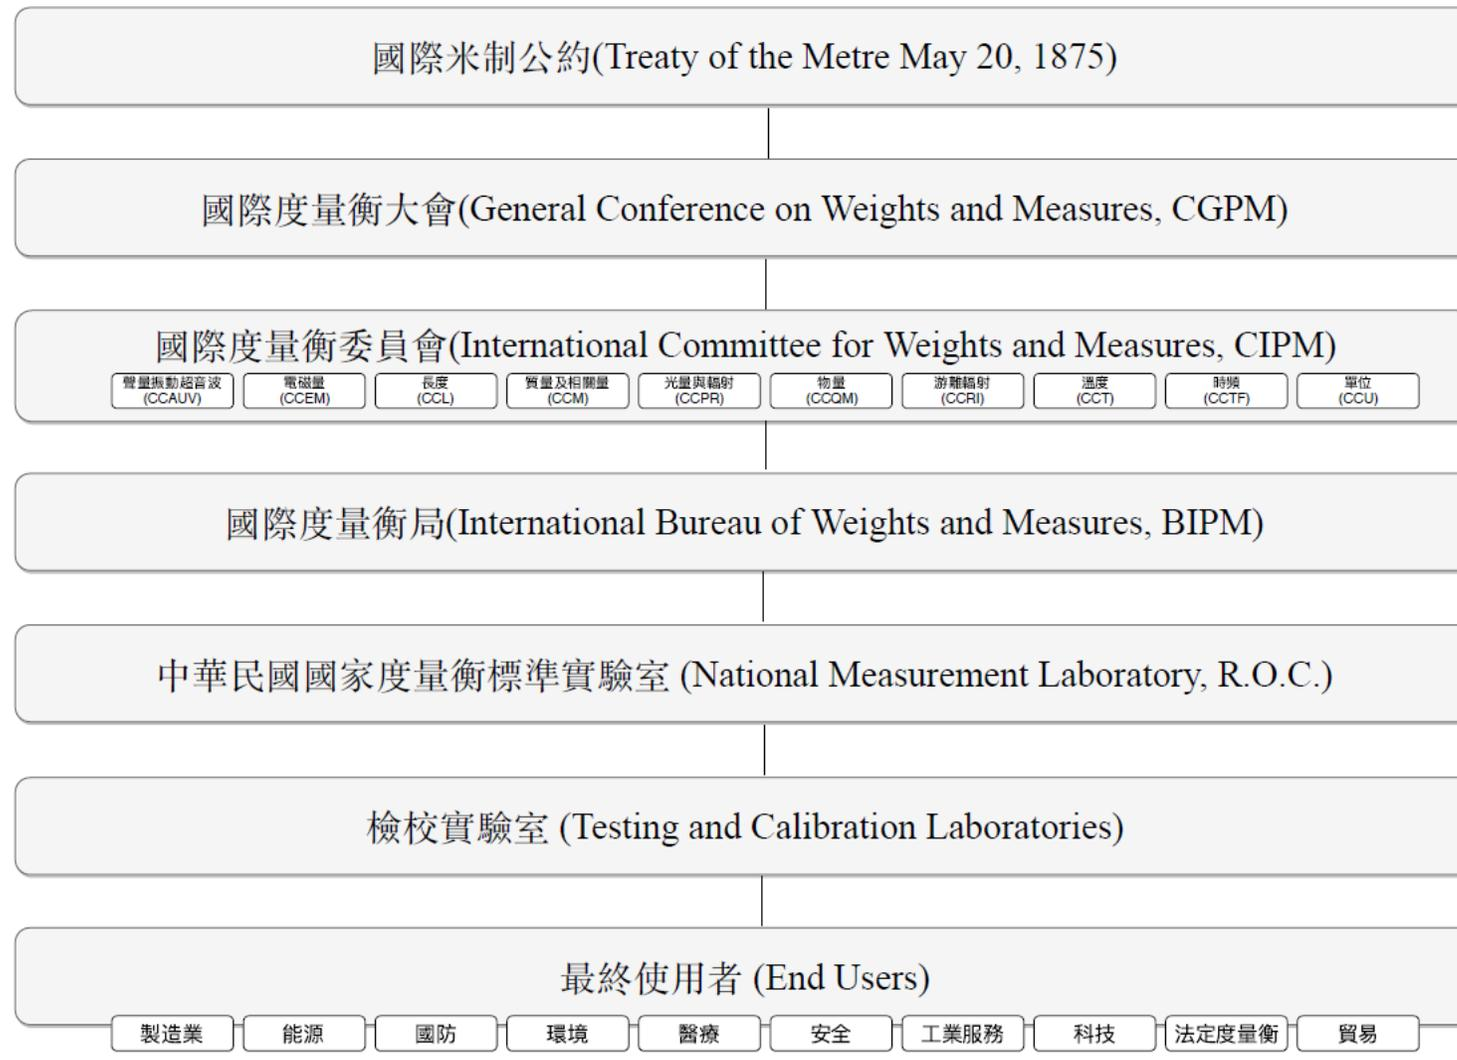 國際米制公約(Treaty of the Metre May 20, 1875)
國際度量衡大會(General Conference on Weights and Measures, CGPM)
國際度量衡委員會(International Committee for Weights and Measures, CIPM)
聲量振動超音波
(CCAUV)
電磁量
(CCEM)
長度
(CCL)
質量及相關量
(CCM)
光量與輻射
(CCPR)
物量
(CCQM)
游離輻射
(CCRI)
溫度
(CCT)
時頻
(CCTF)
單位
(CCU)
國際度量衡局(International Bureau of Weights and Measures, BIPM)
中華民國國家度量衡標準實驗室 (National Measurement Laboratory, R.O.C.)
檢校實驗室 (Testing and Calibration Laboratories)
最終使用者 (End Users)
製造業
能源
國防
環境
醫療
安全
工業服務
科技
法定度量衡
貿易